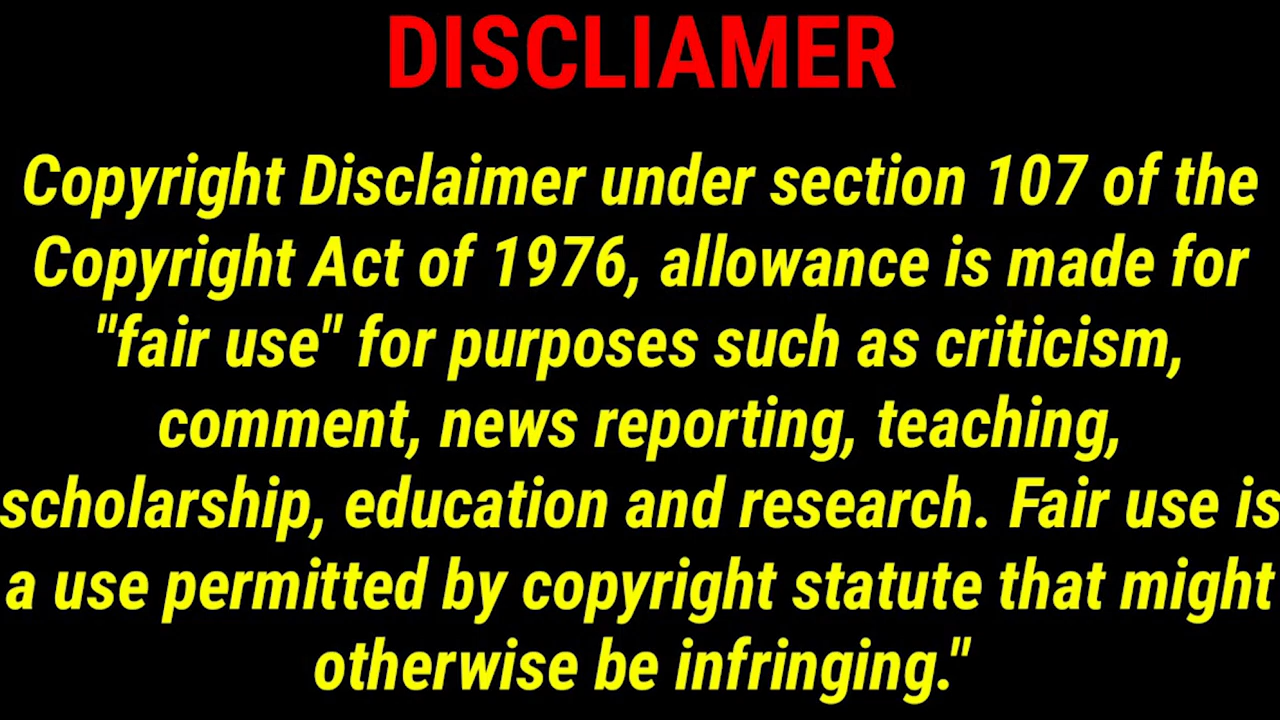 DISCLIAMER
Copyright Disclaimer under section 107 of the
Copyright Act of 1976, allowance is made for
"fair use" for purposes such as criticism,
comment, news reporting, teaching,
scholarship, education and research. Fair use is
a use permitted by copyright statute that might
otherwise be infringing."